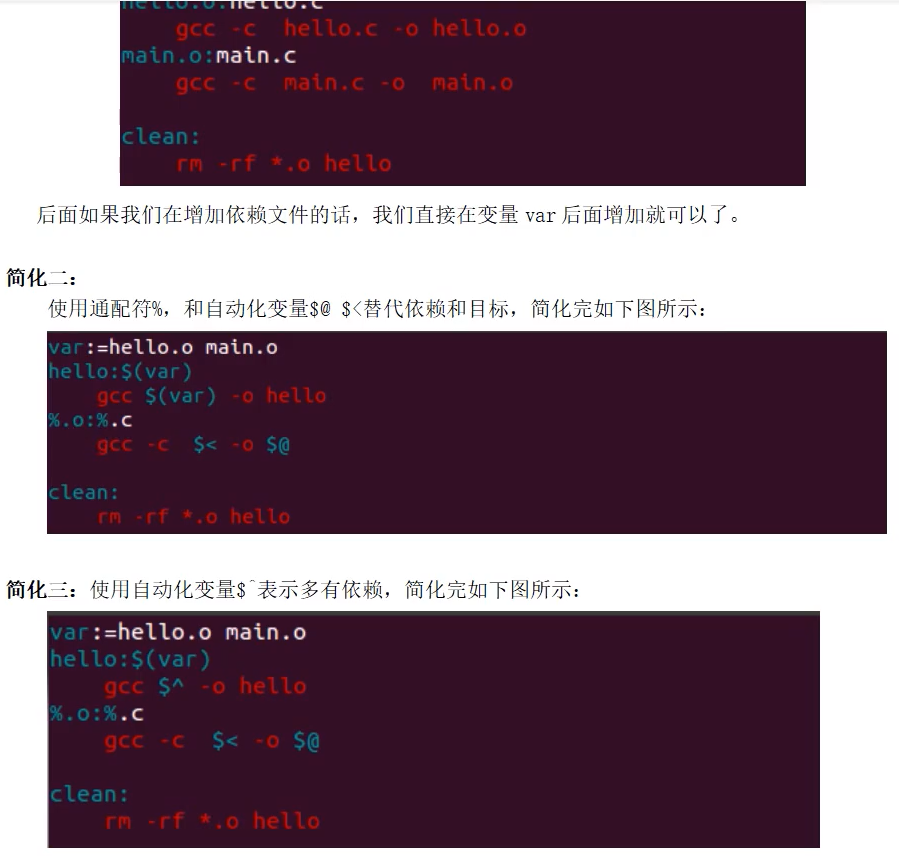 hello.o:hello.c
gcc -c hello.c -o hello.o
main.o:main.c
gcc -c main.c -o main.o
clean:
rm -rf *.o hello
后面如果我们在增加依赖文件的话，我们直接在变量 var 后面增加就可以了。
简化二：
使用通配符%，和自动化变量$@ $<替代依赖和目标，简化完如下图所示：
var:=hello.o main.o
hello:$(var)
gcc $(var) -o hello
%.o:%.c
gcc -c $< -o $@
clean:
rm -rf *.o hello
简化三：使用自动化变量$^表示多有依赖，简化完如下图所示：
var:=hello.o main.o
hello:$(var)
gcc $^ -o hello
%.o:%.c
gcc -c $< -o $@
clean:
rm -rf *.o hello